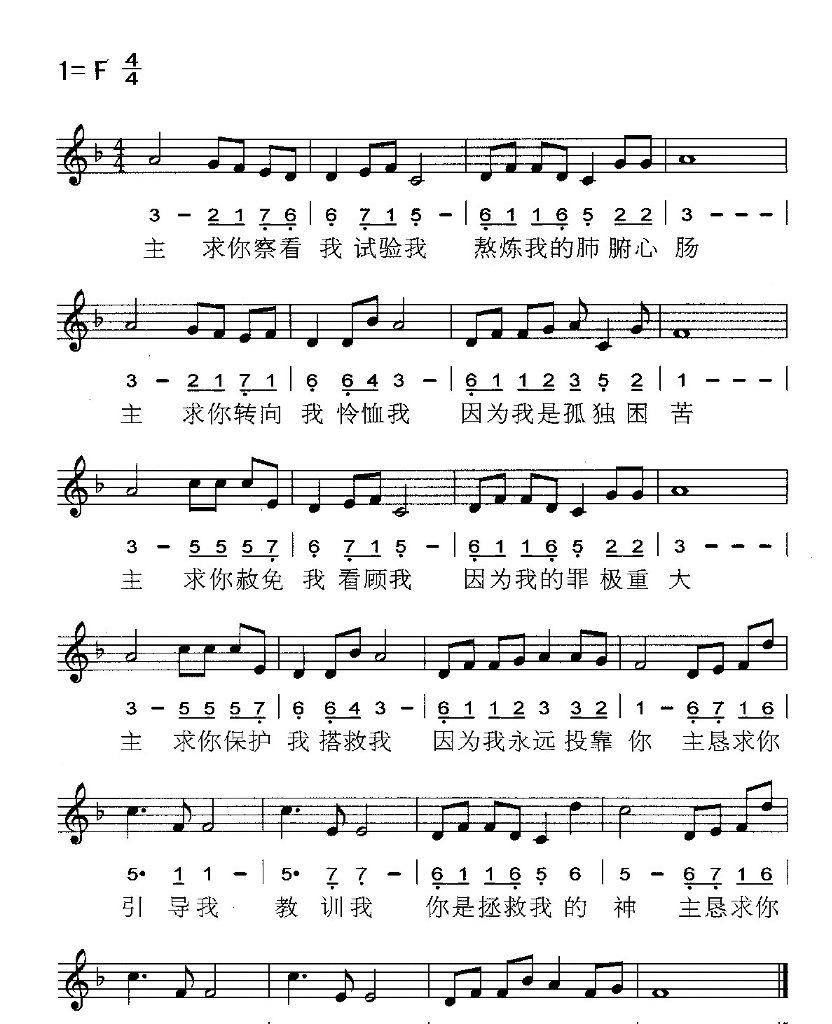 1= F 4/4
3 – 2 1 7 6 | 6 7 1 5 – | 6 1 1 6 5 2 2 | 3 – – – |
主 求你察看 我 试验我 熬炼我的肺腑心肠
3 – 2 1 7 1 | 6 6 4 3 – | 6 1 1 2 3 5 2 | 1 – – – |
主 求你转向 我 怜恤我 因为我是孤独困苦
3 – 5 5 5 7 | 6 7 1 5 – | 6 1 1 6 5 2 2 | 3 – – – |
主 求你赦免 我看顾我 因为我的罪极重大
3 – 5 5 5 7 | 6 6 4 3 – | 6 1 1 2 3 3 2 | 1 – 6 7 1 6 |
主 求你保护 我搭救我 因为我永远投靠你 主恳求你
5· 1 1 – | 5· 7 7 – | 6 1 1 6 5 6 | 5 – 6 7 1 6 |
引导我 教训我 你是拯救我的神 主恳求你